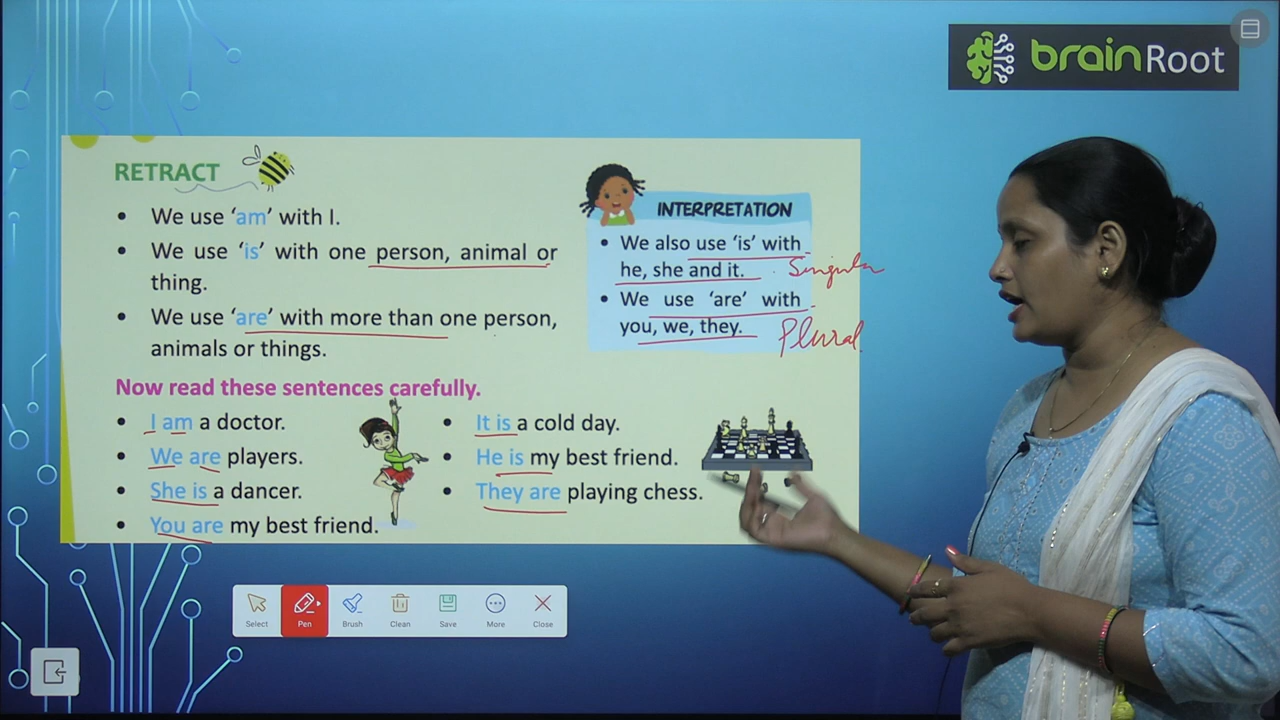 brainRoot
RETRACT
• We use ‘am’ with I.
• We use ‘is’ with one person, animal or
thing.
• We use ‘are’ with more than one person,
animals or things.
INTERPRETATION
• We also use ‘is’ with
he, she and it. Singular
• We use ‘are’ with
you, we, they. Plural
Now read these sentences carefully.
• I am a doctor.
• We are players.
• She is a dancer.
• You are my best friend.
• It is a cold day.
• He is my best friend.
• They are playing chess.
Select Pen Brush Clean Save More Close